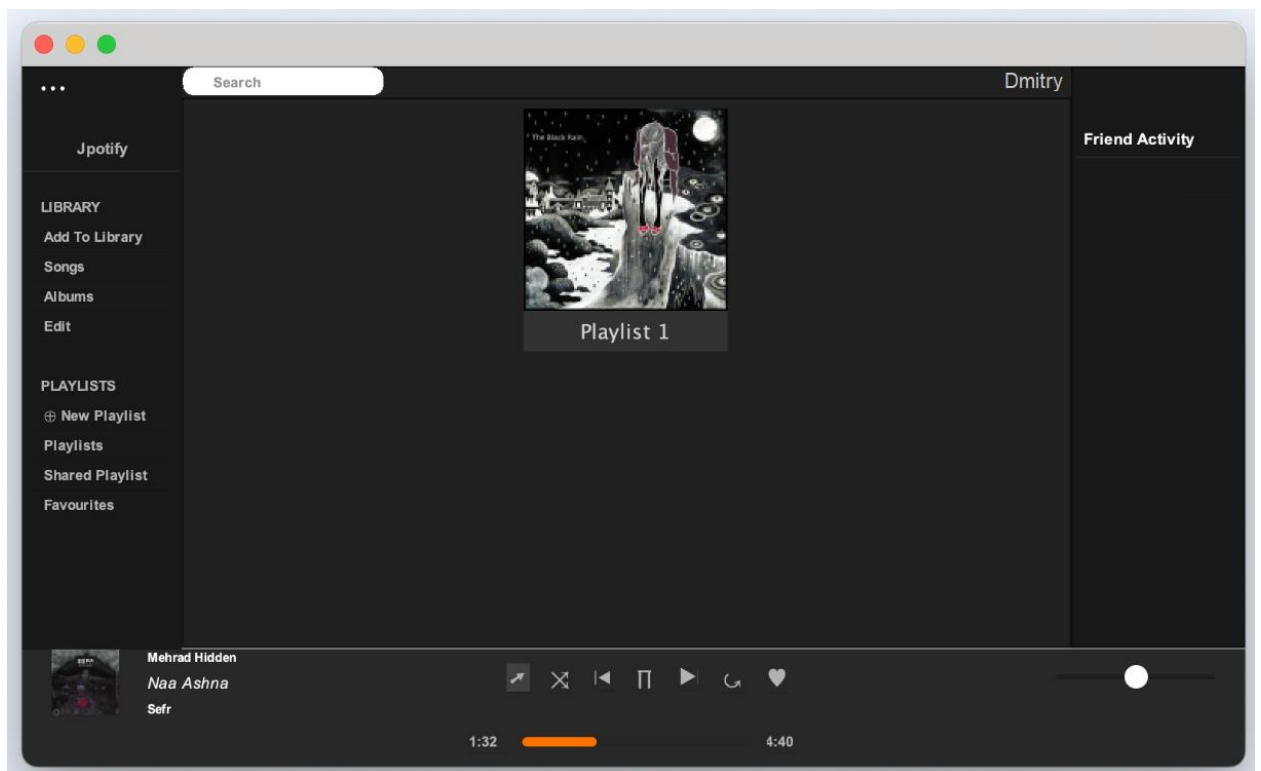 Search
Dmitry
Jpotify
LIBRARY
Add To Library
Songs
Albums
Edit
PLAYLISTS
⊕ New Playlist
Playlists
Shared Playlist
Favourites
The Black Rain
Playlist 1
Friend Activity
Mehrad Hidden
Naa Ashna
Sefr
1:32
4:40